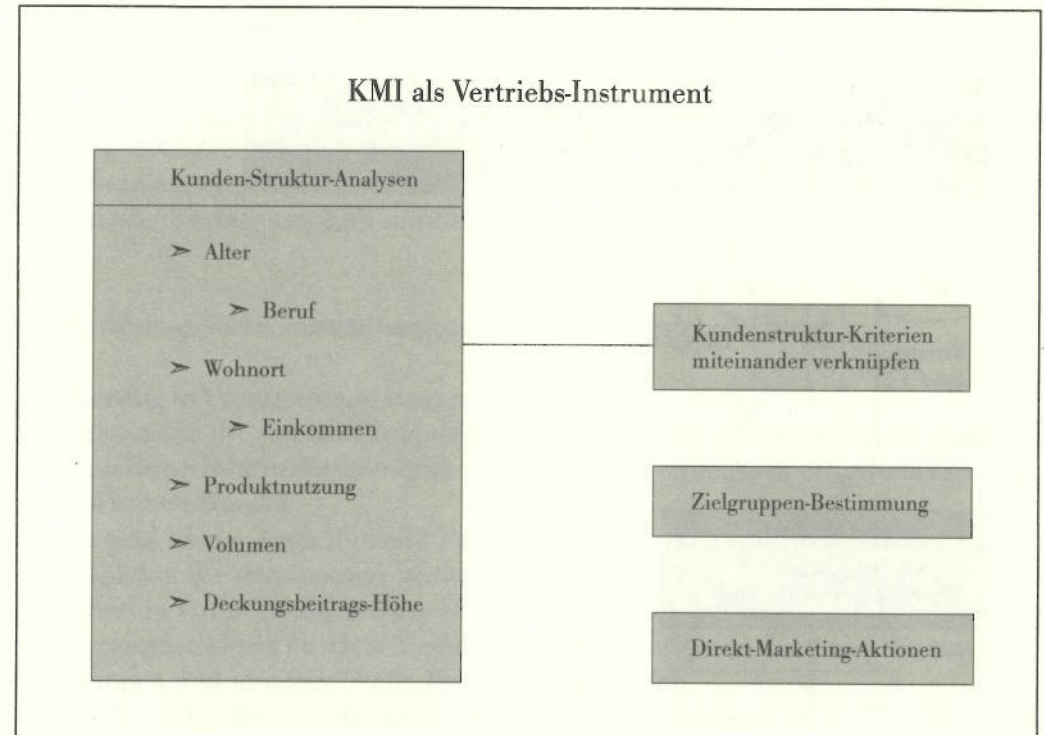 KMI als Vertriebs-Instrument
Kunden-Struktur-Analysen
➢ Alter
➢ Beruf
➢ Wohnort
➢ Einkommen
➢ Produktnutzung
➢ Volumen
➢ Deckungsbeitrags-Höhe
Kundenstruktur-Kriterien
miteinander verknüpfen
Zielgruppen-Bestimmung
Direkt-Marketing-Aktionen